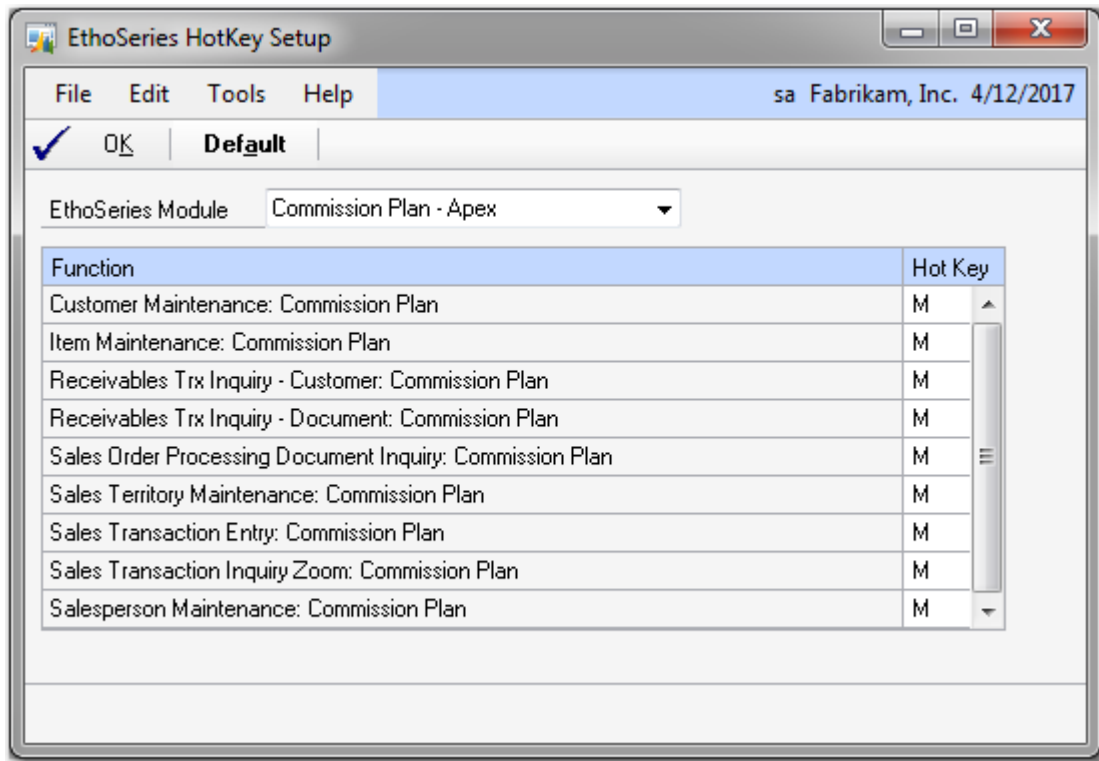 EthoSeries HotKey Setup
File Edit Tools Help sa Fabrikam, Inc. 4/12/2017
OK Default
EthoSeries Module Commission Plan - Apex
Function Hot Key
Customer Maintenance: Commission Plan M
Item Maintenance: Commission Plan M
Receivables Trx Inquiry - Customer: Commission Plan M
Receivables Trx Inquiry - Document: Commission Plan M
Sales Order Processing Document Inquiry: Commission Plan M
Sales Territory Maintenance: Commission Plan M
Sales Transaction Entry: Commission Plan M
Sales Transaction Inquiry Zoom: Commission Plan M
Salesperson Maintenance: Commission Plan M